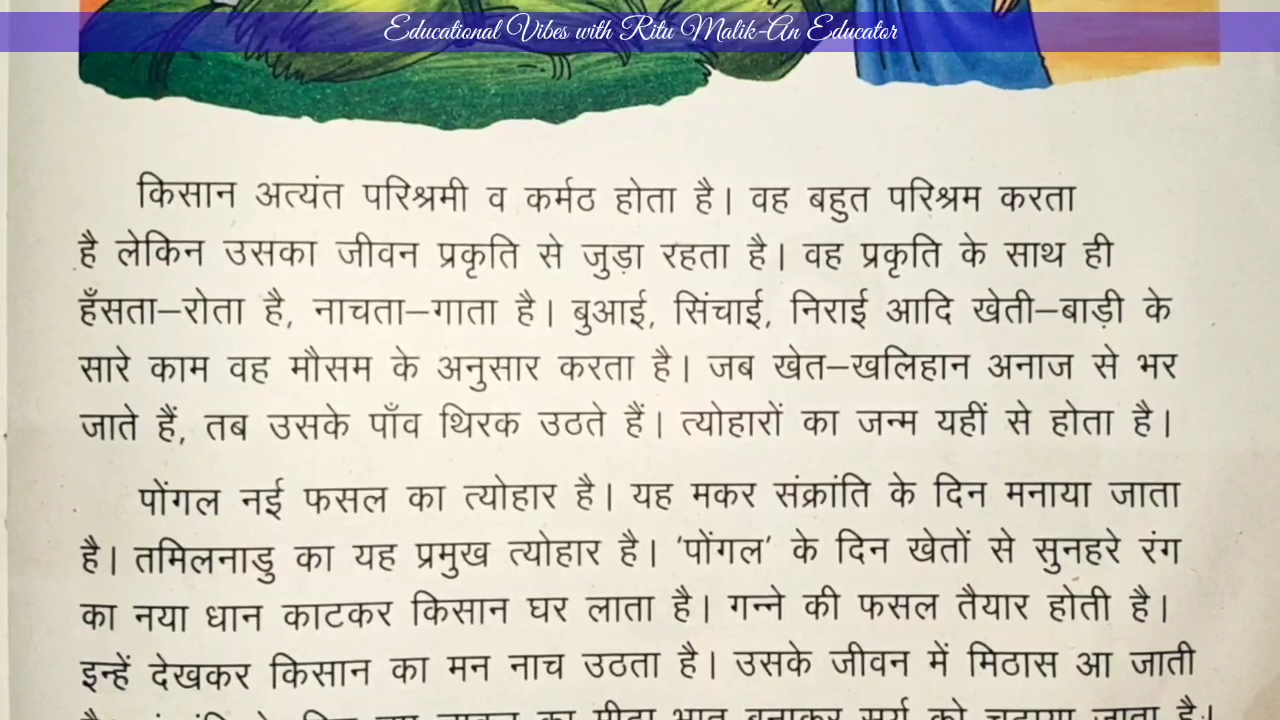 Educational Vibes with Ritu Malik-An Educator
किसान अत्यंत परिश्रमी व कर्मठ होता है। वह बहुत परिश्रम करता
है लेकिन उसका जीवन प्रकृति से जुड़ा रहता है। वह प्रकृति के साथ ही
हँसता–रोता है, नाचता–गाता है। बुआई, सिंचाई, निराई आदि खेती–बाड़ी के
सारे काम वह मौसम के अनुसार करता है। जब खेत–खलिहान अनाज से भर
जाते हैं, तब उसके पाँव थिरक उठते हैं। त्योहारों का जन्म यहीं से होता है।
पोंगल नई फसल का त्योहार है। यह मकर संक्रांति के दिन मनाया जाता
है। तमिलनाडु का यह प्रमुख त्योहार है। 'पोंगल' के दिन खेतों से सुनहरे रंग
का नया धान काटकर किसान घर लाता है। गन्ने की फसल तैयार होती है।
इन्हें देखकर किसान का मन नाच उठता है। उसके जीवन में मिठास आ जाती
का मीठा भात बनाकर सूर्य को चढ़ाया जाता है।